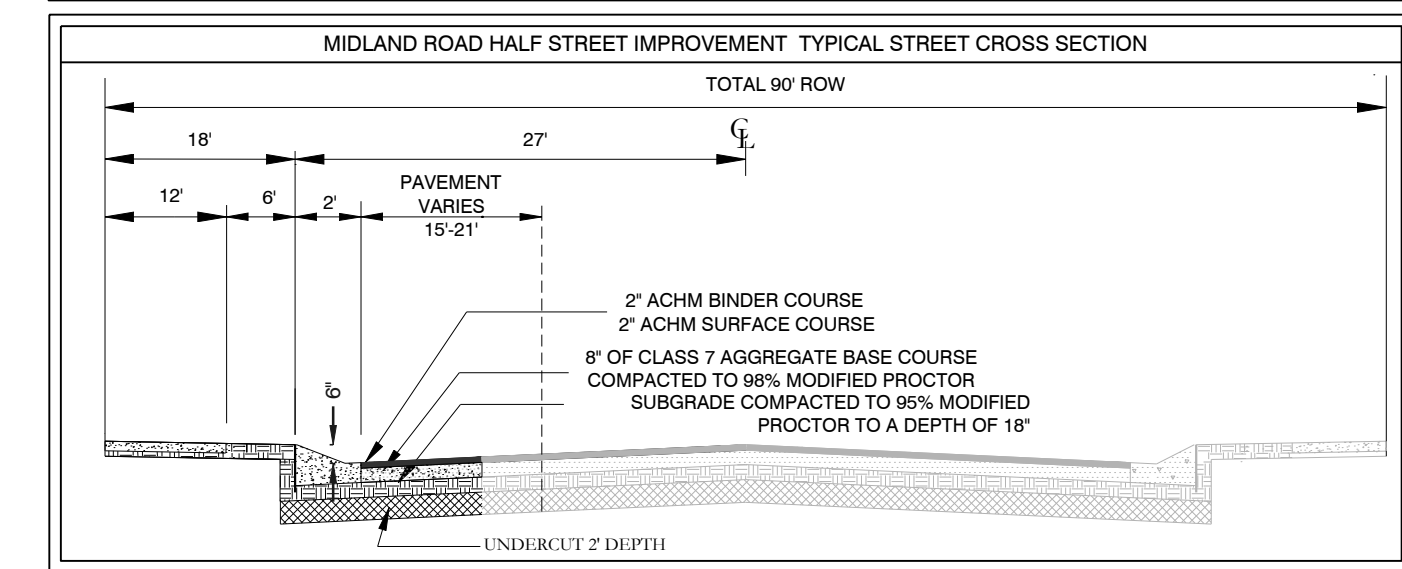 MIDLAND ROAD HALF STREET IMPROVEMENT TYPICAL STREET CROSS SECTION
TOTAL 90' ROW
℄
18'
27'
12'
6'
2'
PAVEMENT
VARIES
15'-21'
2" ACHM BINDER COURSE
2" ACHM SURFACE COURSE
8" OF CLASS 7 AGGREGATE BASE COURSE
COMPACTED TO 98% MODIFIED PROCTOR
SUBGRADE COMPACTED TO 95% MODIFIED
PROCTOR TO A DEPTH OF 18"
6"
UNDERCUT 2' DEPTH